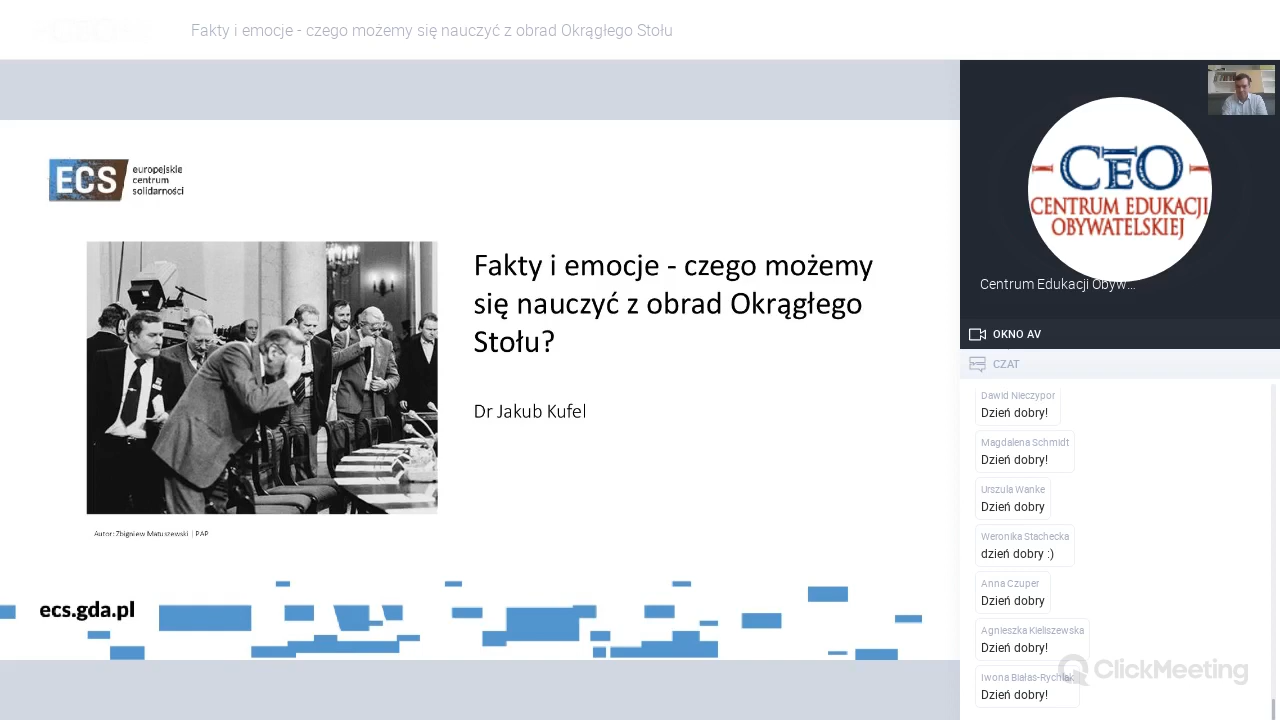 Fakty i emocje - czego możemy się nauczyć z obrad Okrągłego Stołu
ECS
europejskie
centrum
solidarności
Fakty i emocje - czego możemy
się nauczyć z obrad Okrągłego
Stołu?
Dr Jakub Kufel
Autor: Zbigniew Matuszewski | PAP
ecs.gda.pl
CEO
CENTRUM EDUKACJI
OBYWATELSKIEJ
Centrum Edukacji Obyw...
OKNO AV
CZAT
Dawid Nieczypor
Dzień dobry!
Magdalena Schmidt
Dzień dobry!
Urszula Wanke
Dzień dobry
Weronika Stachecka
dzień dobry :)
Anna Czuper
Dzień dobry
Agnieszka Kieliszewska
Dzień dobry!
ClickMeeting
Iwona Białas-Rychlak
Dzień dobry!